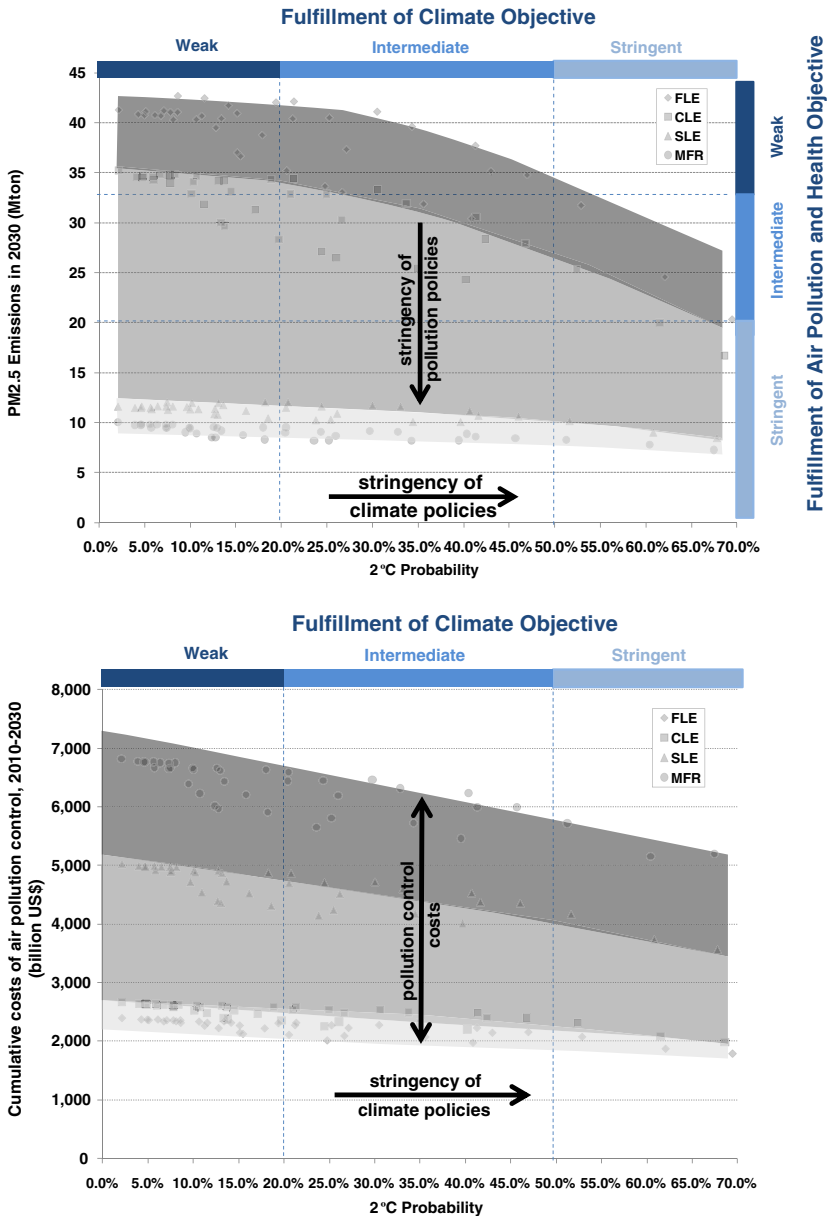 Fulfillment of Climate Objective
Weak
Intermediate
Stringent
45
40
35
30
25
20
15
10
5
0
PM2.5 Emissions in 2030 (Mton)
FLE
CLE
SLE
MFR
stringency of
pollution policies
stringency of
climate policies
0.0% 5.0% 10.0% 15.0% 20.0% 25.0% 30.0% 35.0% 40.0% 45.0% 50.0% 55.0% 60.0% 65.0% 70.0%
2°C Probability
Weak
Intermediate
Stringent
Fulfillment of Air Pollution and Health Objective
Fulfillment of Climate Objective
Weak
Intermediate
Stringent
8,000
7,000
6,000
5,000
4,000
3,000
2,000
1,000
0
Cumulative costs of air pollution control, 2010-2030
(billion US$)
FLE
CLE
SLE
MFR
pollution control
costs
stringency of
climate policies
0.0% 5.0% 10.0% 15.0% 20.0% 25.0% 30.0% 35.0% 40.0% 45.0% 50.0% 55.0% 60.0% 65.0% 70.0%
2°C Probability